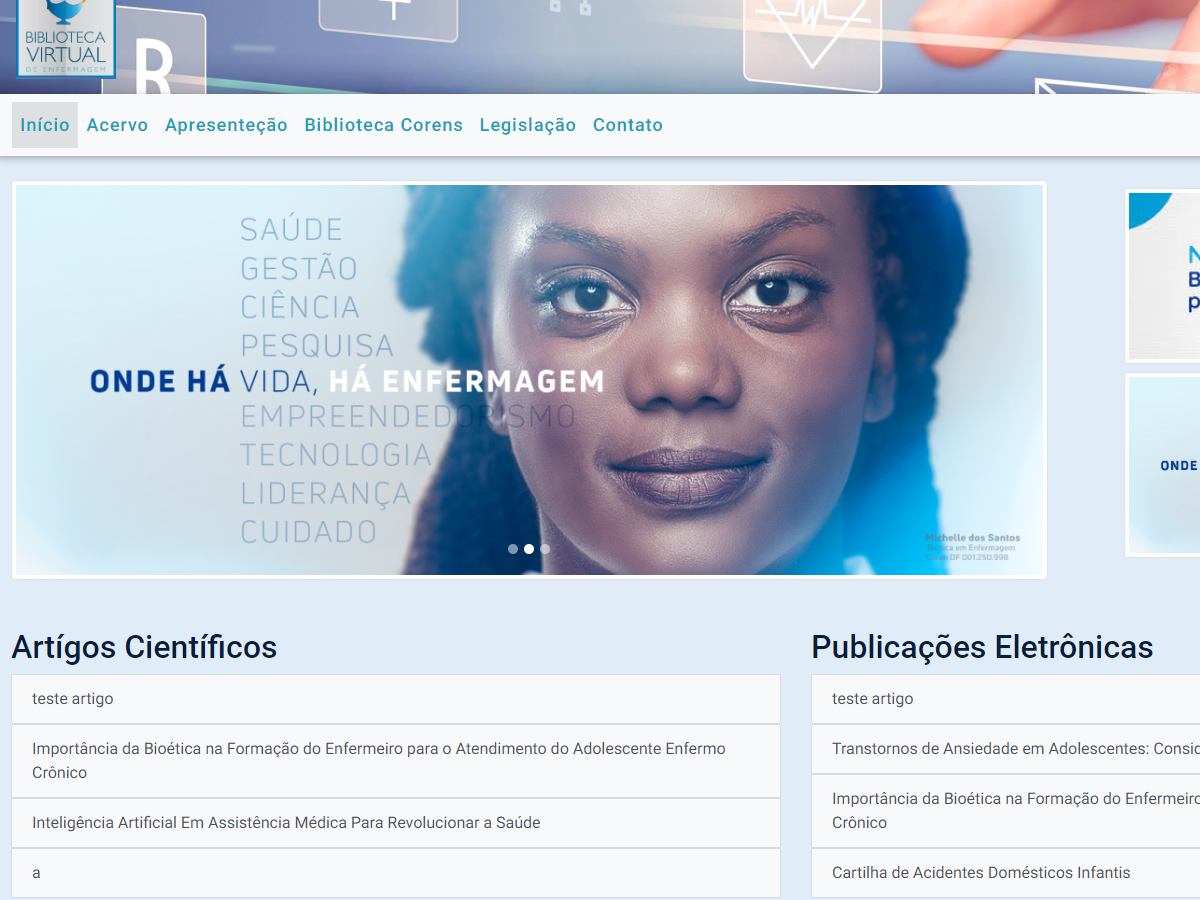 BIBLIOTECA
VIRTUAL
DE ENFERMAGEM
R
Início Acervo Apresenteção Biblioteca Corens Legislação Contato
SAÚDE
GESTÃO
CIÊNCIA
PESQUISA
ONDE HÁ VIDA, HÁ ENFERMAGEM
EMPREENDEDORISMO
TECNOLOGIA
LIDERANÇA
CUIDADO
Michelle dos Santos
Técnica em Enfermagem
Coren DF 001.250.998
N
B
p
ONDE
Artígos Científicos
teste artigo
Importância da Bioética na Formação do Enfermeiro para o Atendimento do Adolescente Enfermo
Crônico
Inteligência Artificial Em Assistência Médica Para Revolucionar a Saúde
a
Publicações Eletrônicas
teste artigo
Transtornos de Ansiedade em Adolescentes: Consid
Importância da Bioética na Formação do Enfermeiro
Crônico
Cartilha de Acidentes Domésticos Infantis